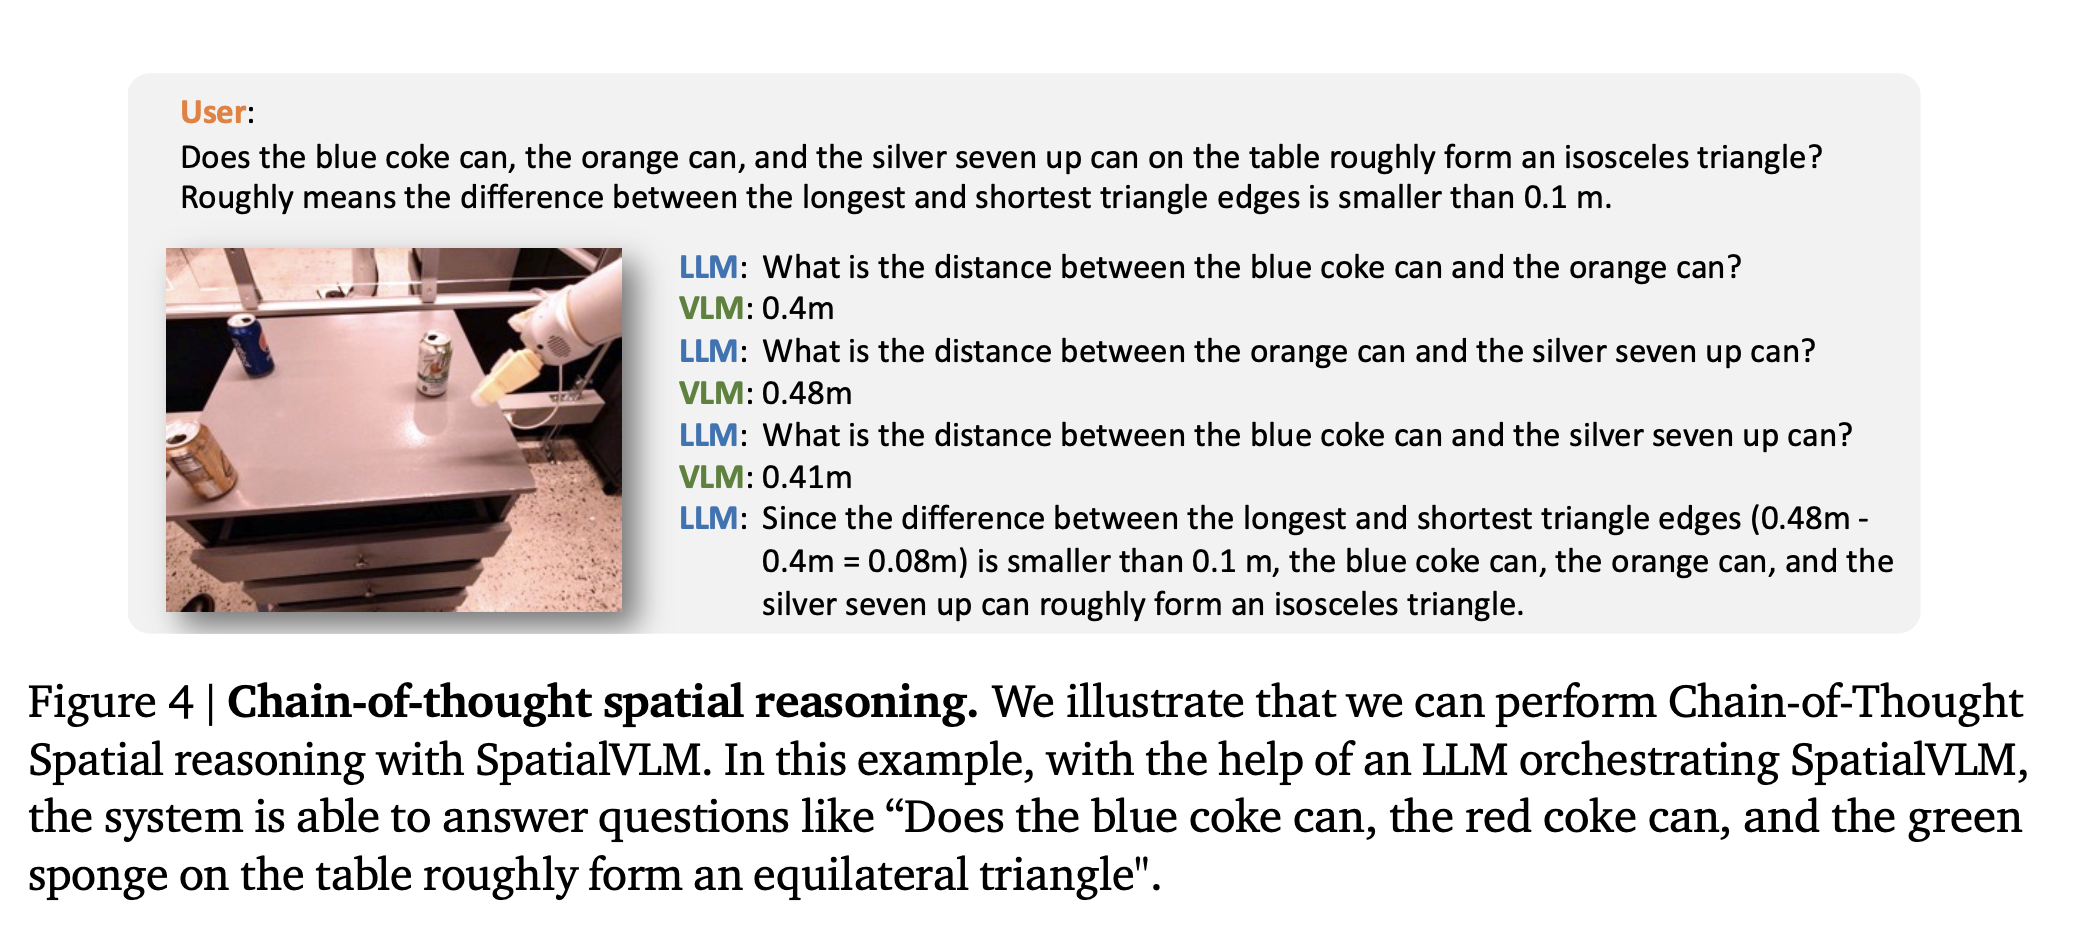 User:
Does the blue coke can, the orange can, and the silver seven up can on the table roughly form an isosceles triangle?
Roughly means the difference between the longest and shortest triangle edges is smaller than 0.1 m.
LLM: What is the distance between the blue coke can and the orange can?
VLM: 0.4m
LLM: What is the distance between the orange can and the silver seven up can?
VLM: 0.48m
LLM: What is the distance between the blue coke can and the silver seven up can?
VLM: 0.41m
LLM: Since the difference between the longest and shortest triangle edges (0.48m -
0.4m = 0.08m) is smaller than 0.1 m, the blue coke can, the orange can, and the
silver seven up can roughly form an isosceles triangle.
Figure 4 | Chain-of-thought spatial reasoning. We illustrate that we can perform Chain-of-Thought
Spatial reasoning with SpatialVLM. In this example, with the help of an LLM orchestrating SpatialVLM,
the system is able to answer questions like “Does the blue coke can, the red coke can, and the green
sponge on the table roughly form an equilateral triangle".